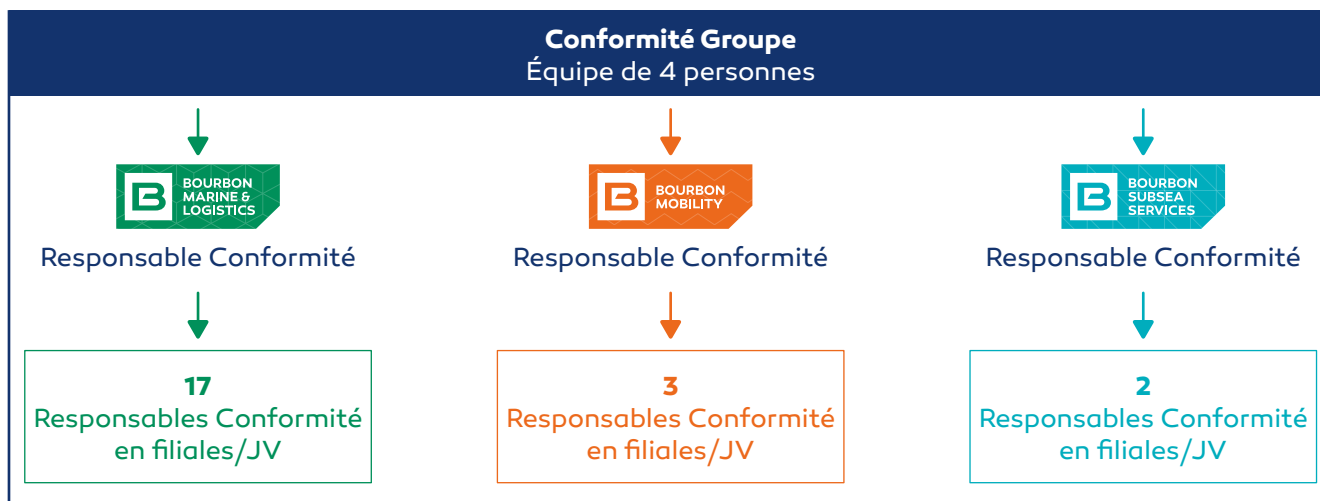 Conformité Groupe
Équipe de 4 personnes
BOURBON
MARINE &
LOGISTICS
Responsable Conformité
17
Responsables Conformité
en filiales/JV
BOURBON
MOBILITY
Responsable Conformité
3
Responsables Conformité
en filiales/JV
BOURBON
SUBSEA
SERVICES
Responsable Conformité
2
Responsables Conformité
en filiales/JV